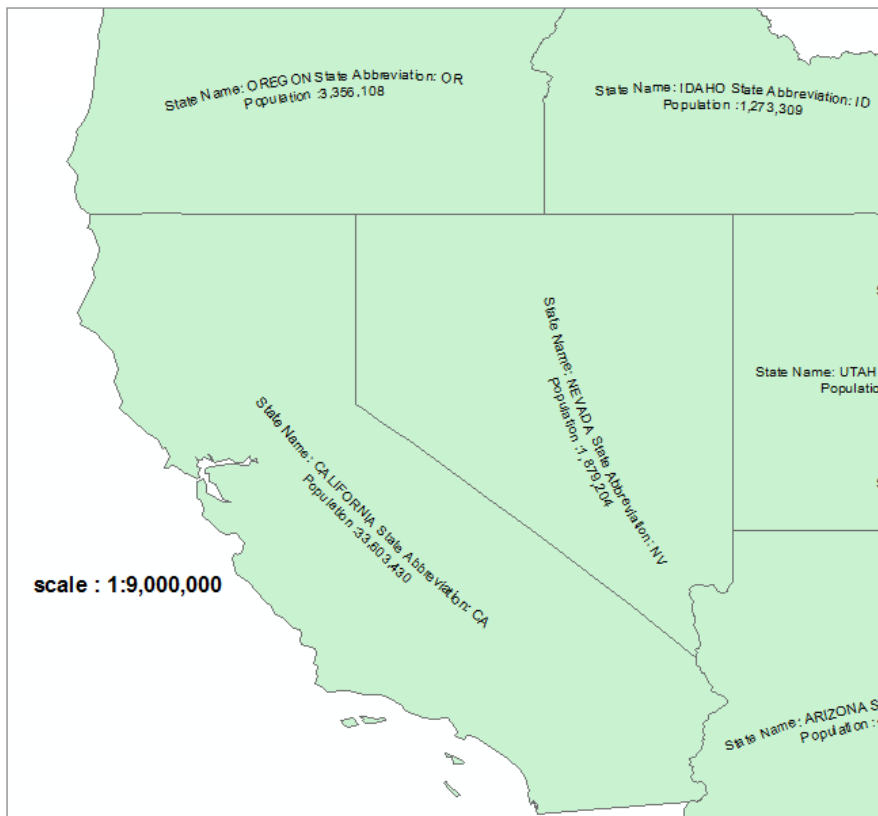 State Name: OREGON State Abbreviation: OR
Population :3,356,108
State Name: IDAHO State Abbreviation: ID
Population :1,273,309
State Name: NEVADA State Abbreviation: NV
Population :1,879,204
State Name: UTAH
Populatio
State Name: CALIFORNIA State Abbreviation: CA
Population :33,603,430
scale : 1:9,000,000
State Name: ARIZONA S
Population :